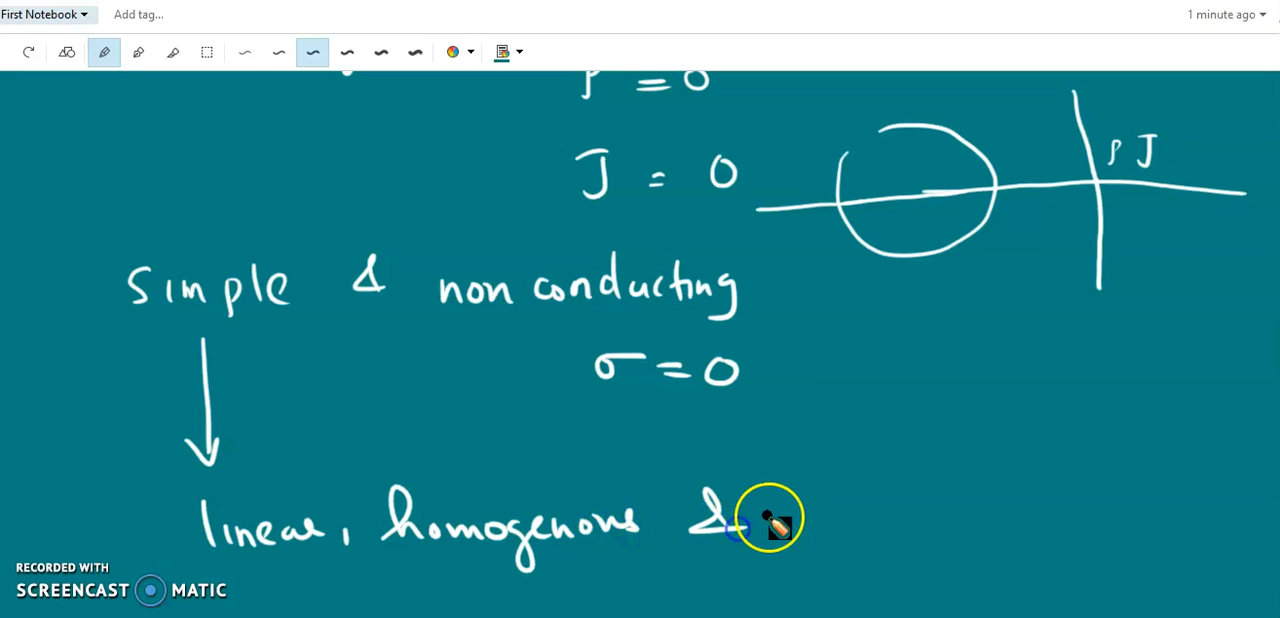 First Notebook
Add tag...
1 minute ago
ρ = 0
J = 0
ρ J
Simple & non conducting
σ = 0
linear, homogenous &
RECORDED WITH
SCREENCAST MATIC